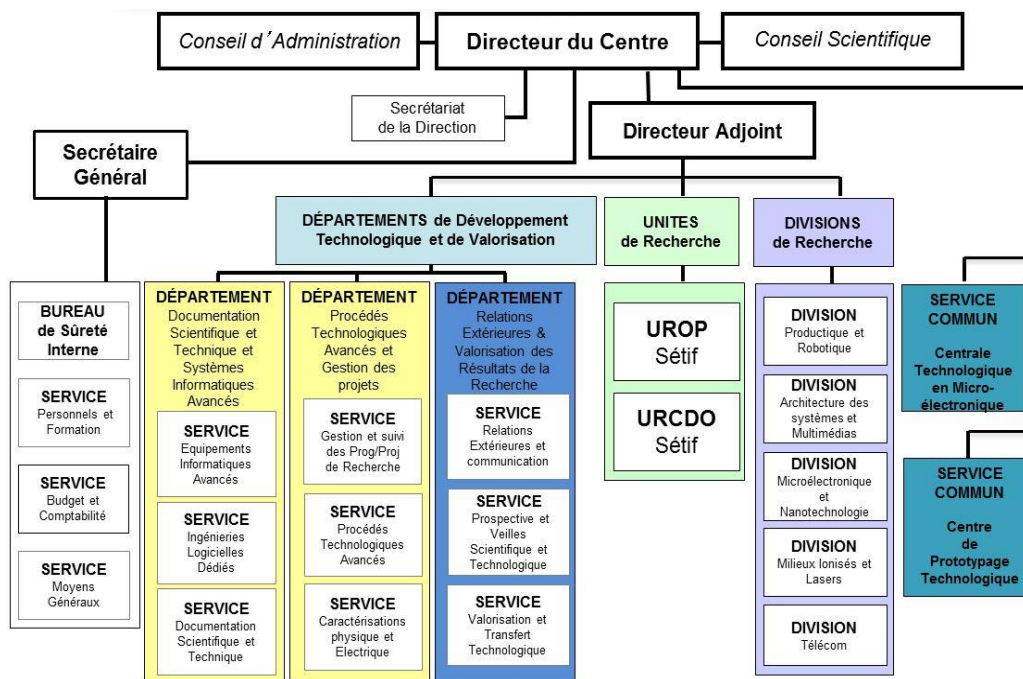 Conseil d'Administration
Directeur du Centre
Conseil Scientifique
Secrétariat
de la Direction
Directeur Adjoint
Secrétaire
Général
DÉPARTEMENTS de Développement
Technologique et de Valorisation
UNITES
de Recherche
DIVISIONS
de Recherche
BUREAU
de Sûreté
Interne
SERVICE
Personnels et
Formation
SERVICE
Budget et
Comptabilité
SERVICE
Moyens
Généraux
DÉPARTEMENT
Documentation
Scientifique et
Technique et
Systèmes
Informatiques
Avancés
SERVICE
Equipements
Informatiques
Avancés
SERVICE
Ingénieries
Logicielles
Dédiés
SERVICE
Documentation
Scientifique et
Technique
DÉPARTEMENT
Procédés
Technologiques
Avancés et
Gestion des
projets
SERVICE
Gestion et suivi
des Prog/Proj
de Recherche
SERVICE
Procédés
Technologiques
Avancés
SERVICE
Caractérisations
physique et
Electrique
DÉPARTEMENT
Relations
Extérieures &
Valorisation des
Résultats de la
Recherche
SERVICE
Relations
Extérieures et
communication
SERVICE
Prospective et
Veilles
Scientifique et
Technologique
SERVICE
Valorisation et
Transfert
Technologique
UROP
Sétif
URCDO
Sétif
DIVISION
Productique et
Robotique
DIVISION
Architecture des
systèmes et
Multimédias
DIVISION
Microélectronique
et
Nanotechnologie
DIVISION
Milieux Ionisés et
Lasers
DIVISION
Télécom
SERVICE
COMMUN
Centrale
Technologique
en Micro-
électronique
SERVICE
COMMUN
Centre
de
Prototypage
Technologique